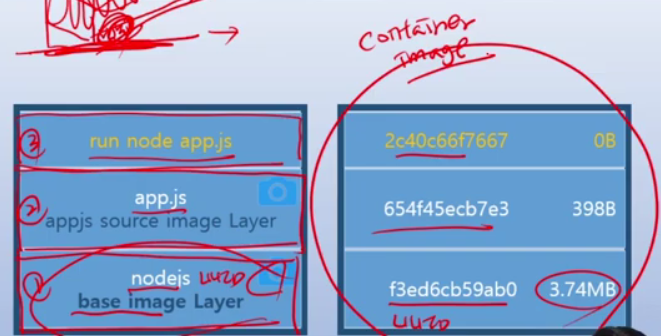 container
image
③ run node app.js
2c40c66f7667 0B
② app.js
appjs source image Layer
654f45ecb7e3 398B
① nodejs
base image Layer
f3ed6cb59ab0 3.74MB